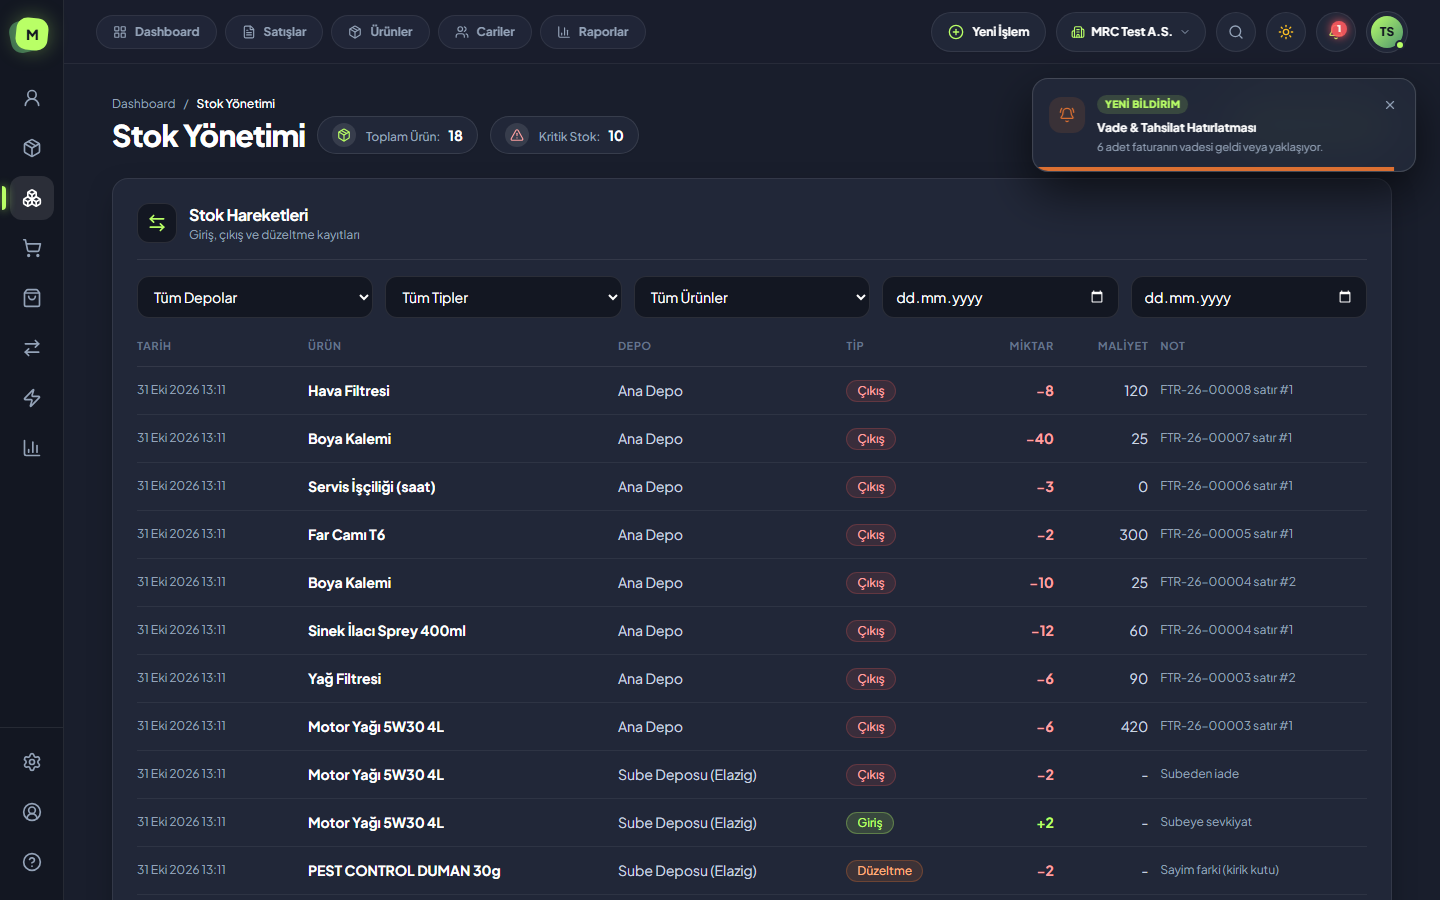 M
Dashboard
Satışlar
Ürünler
Cariler
Raporlar
Yeni İşlem
MRC Test A.S.
1
TS
Dashboard / Stok Yönetimi
Stok Yönetimi
Toplam Ürün: 18
Kritik Stok: 10
YENİ BİLDİRİM
Vade & Tahsilat Hatırlatması
6 adet faturanın vadesi geldi veya yaklaşıyor.
Stok Hareketleri
Giriş, çıkış ve düzeltme kayıtları
Tüm Depolar
Tüm Tipler
Tüm Ürünler
dd.mm.yyyy
dd.mm.yyyy
TARİH ÜRÜN DEPO TİP MİKTAR MALİYET NOT
31 Eki 2026 13:11 Hava Filtresi Ana Depo Çıkış -8 120 FTR-26-00008 satır #1
31 Eki 2026 13:11 Boya Kalemi Ana Depo Çıkış -40 25 FTR-26-00007 satır #1
31 Eki 2026 13:11 Servis İşçiliği (saat) Ana Depo Çıkış -3 0 FTR-26-00006 satır #1
31 Eki 2026 13:11 Far Camı T6 Ana Depo Çıkış -2 300 FTR-26-00005 satır #1
31 Eki 2026 13:11 Boya Kalemi Ana Depo Çıkış -10 25 FTR-26-00004 satır #2
31 Eki 2026 13:11 Sinek İlacı Sprey 400ml Ana Depo Çıkış -12 60 FTR-26-00004 satır #1
31 Eki 2026 13:11 Yağ Filtresi Ana Depo Çıkış -6 90 FTR-26-00003 satır #2
31 Eki 2026 13:11 Motor Yağı 5W30 4L Ana Depo Çıkış -6 420 FTR-26-00003 satır #1
31 Eki 2026 13:11 Motor Yağı 5W30 4L Sube Deposu (Elazig) Çıkış -2 - Subeden iade
31 Eki 2026 13:11 Motor Yağı 5W30 4L Sube Deposu (Elazig) Giriş +2 - Subeye sevkiyat
31 Eki 2026 13:11 PEST CONTROL DUMAN 30g Sube Deposu (Elazig) Düzeltme -2 - Sayim farki (kirik kutu)